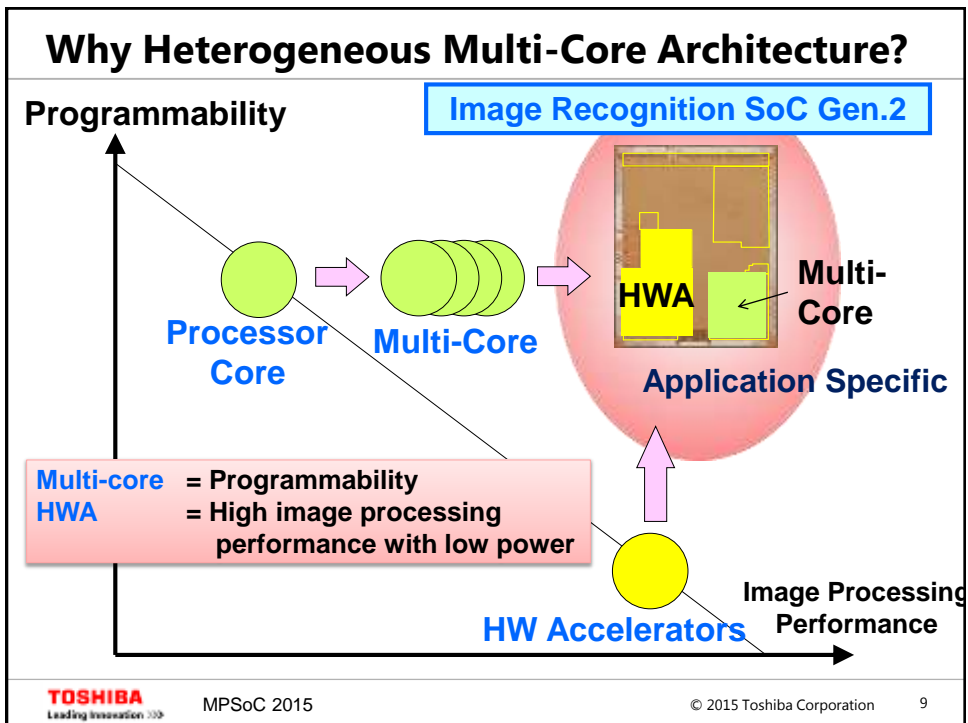 Why Heterogeneous Multi-Core Architecture?
Programmability
Image Recognition SoC Gen.2
HWA
Multi-
Core
Processor
Core
Multi-Core
Application Specific
Multi-core = Programmability
HWA = High image processing
performance with low power
HW Accelerators
Image Processing
Performance
TOSHIBA
Leading Innovation >>>
MPSoC 2015
© 2015 Toshiba Corporation
9